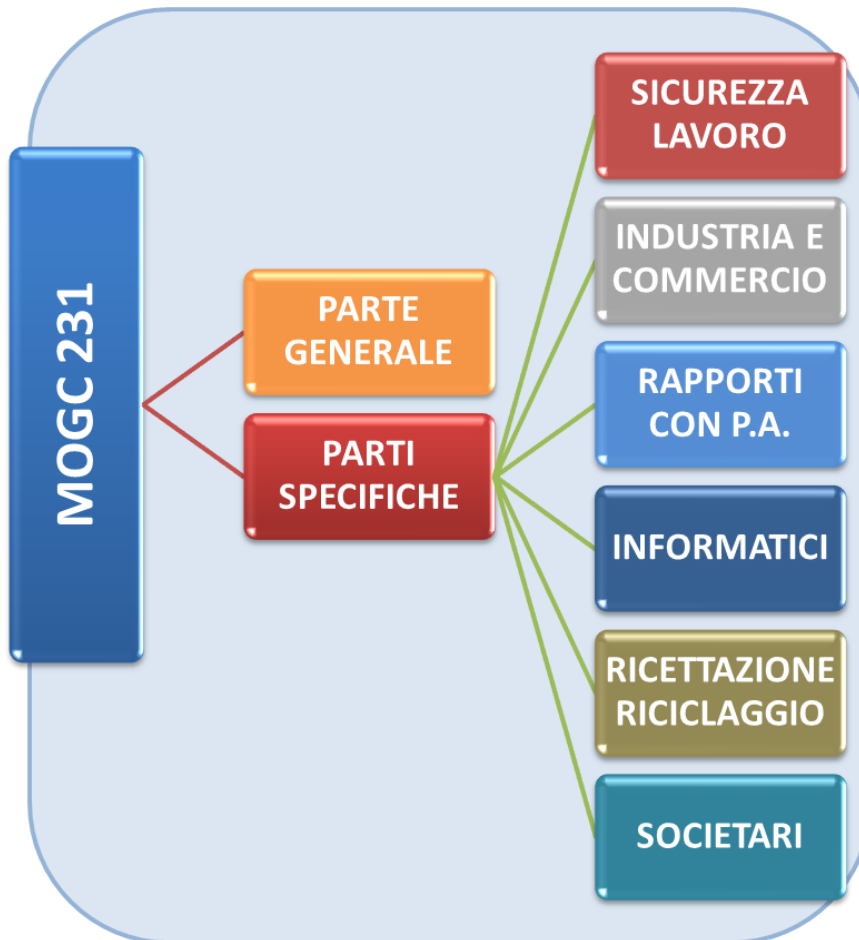 MOGC 231
PARTE
GENERALE
PARTI
SPECIFICHE
SICUREZZA
LAVORO
INDUSTRIA E
COMMERCIO
RAPPORTI
CON P.A.
INFORMATICI
RICETTAZIONE
RICICLAGGIO
SOCIETARI